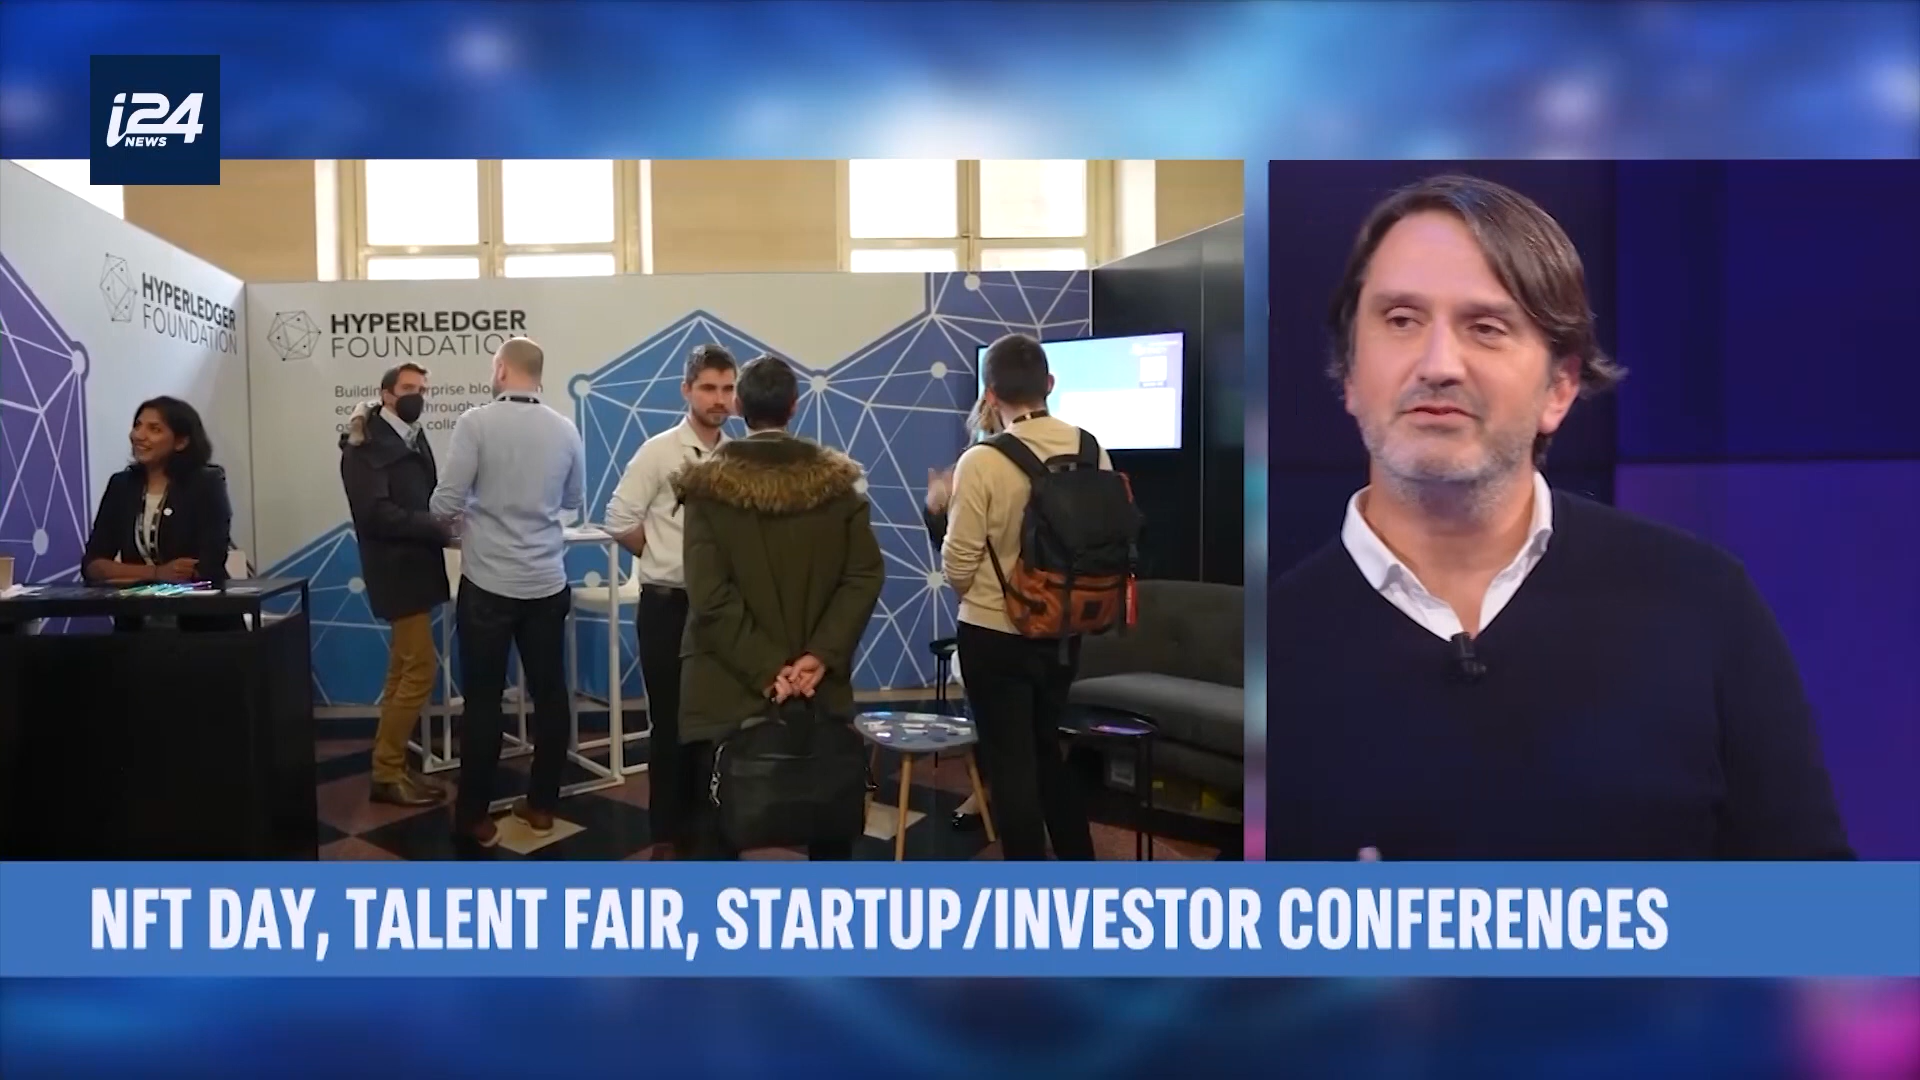 i24
NEWS
HYPERLEDGER
FOUNDATION
HYPERLEDGER
FOUNDATION
NFT DAY, TALENT FAIR, STARTUP/INVESTOR CONFERENCES